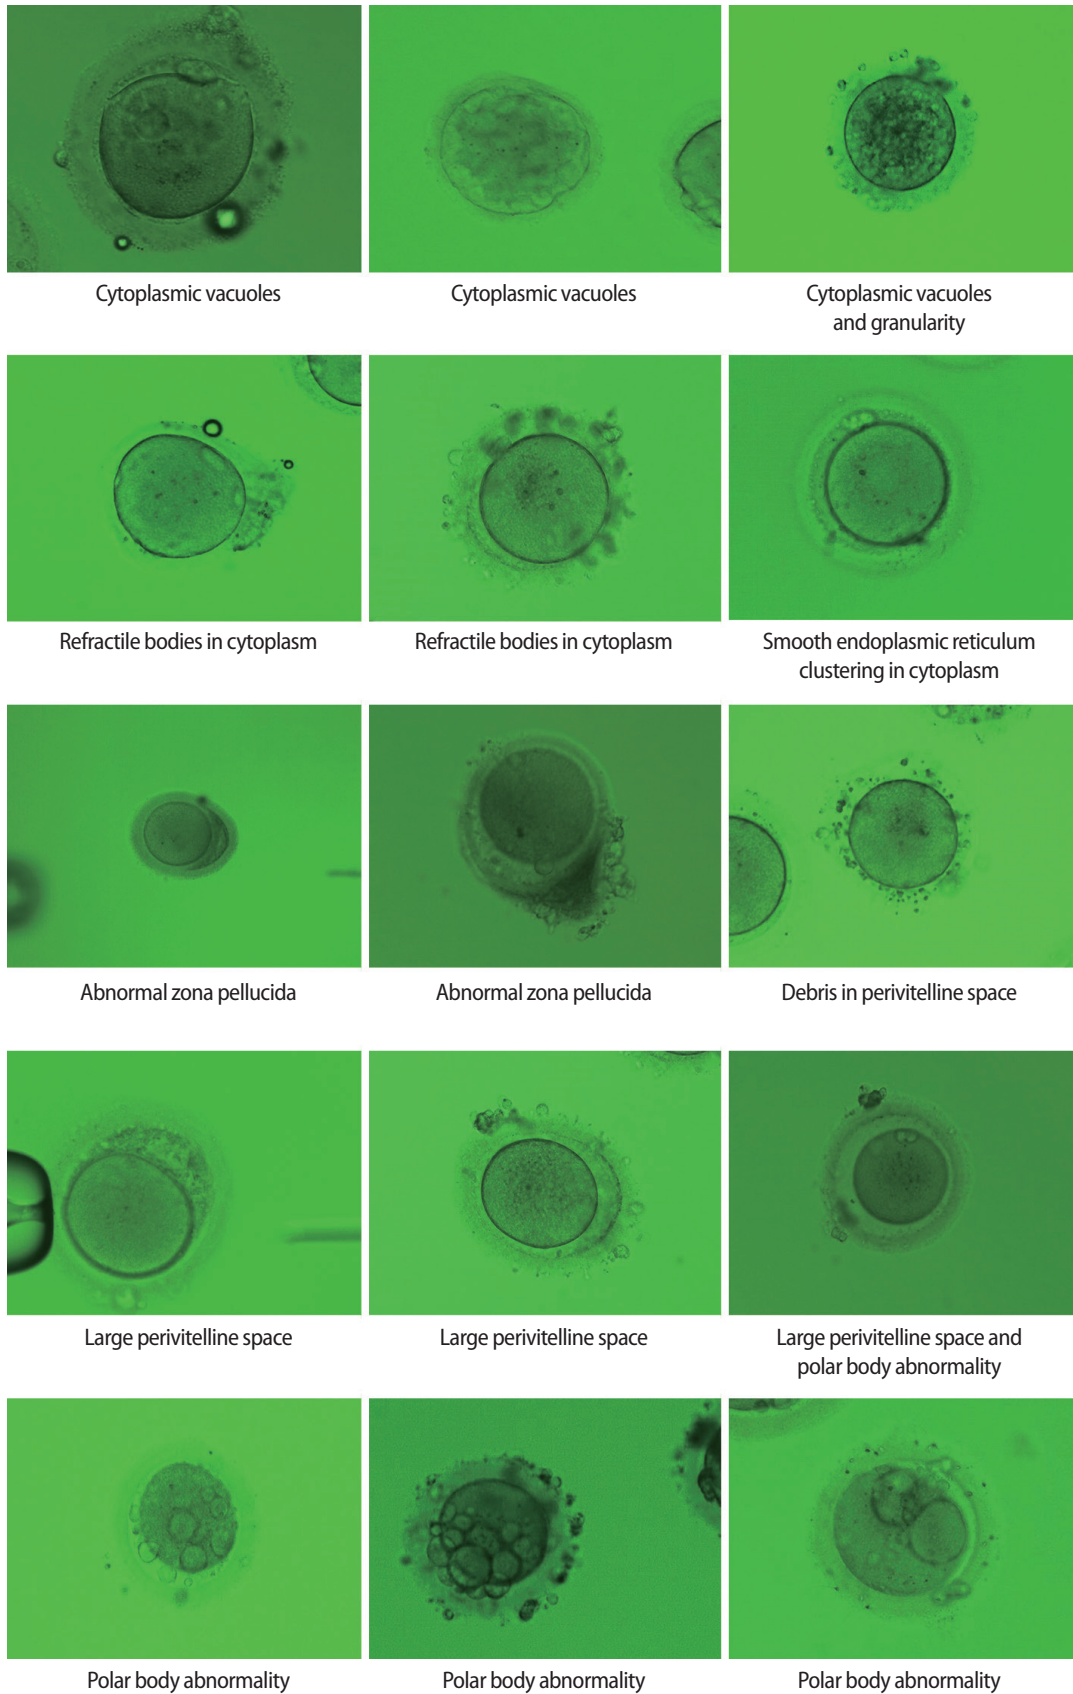 Cytoplasmic vacuoles
Cytoplasmic vacuoles
Cytoplasmic vacuoles
and granularity
Refractile bodies in cytoplasm
Refractile bodies in cytoplasm
Smooth endoplasmic reticulum
clustering in cytoplasm
Abnormal zona pellucida
Abnormal zona pellucida
Debris in perivitelline space
Large perivitelline space
Large perivitelline space
Large perivitelline space and
polar body abnormality
Polar body abnormality
Polar body abnormality
Polar body abnormality